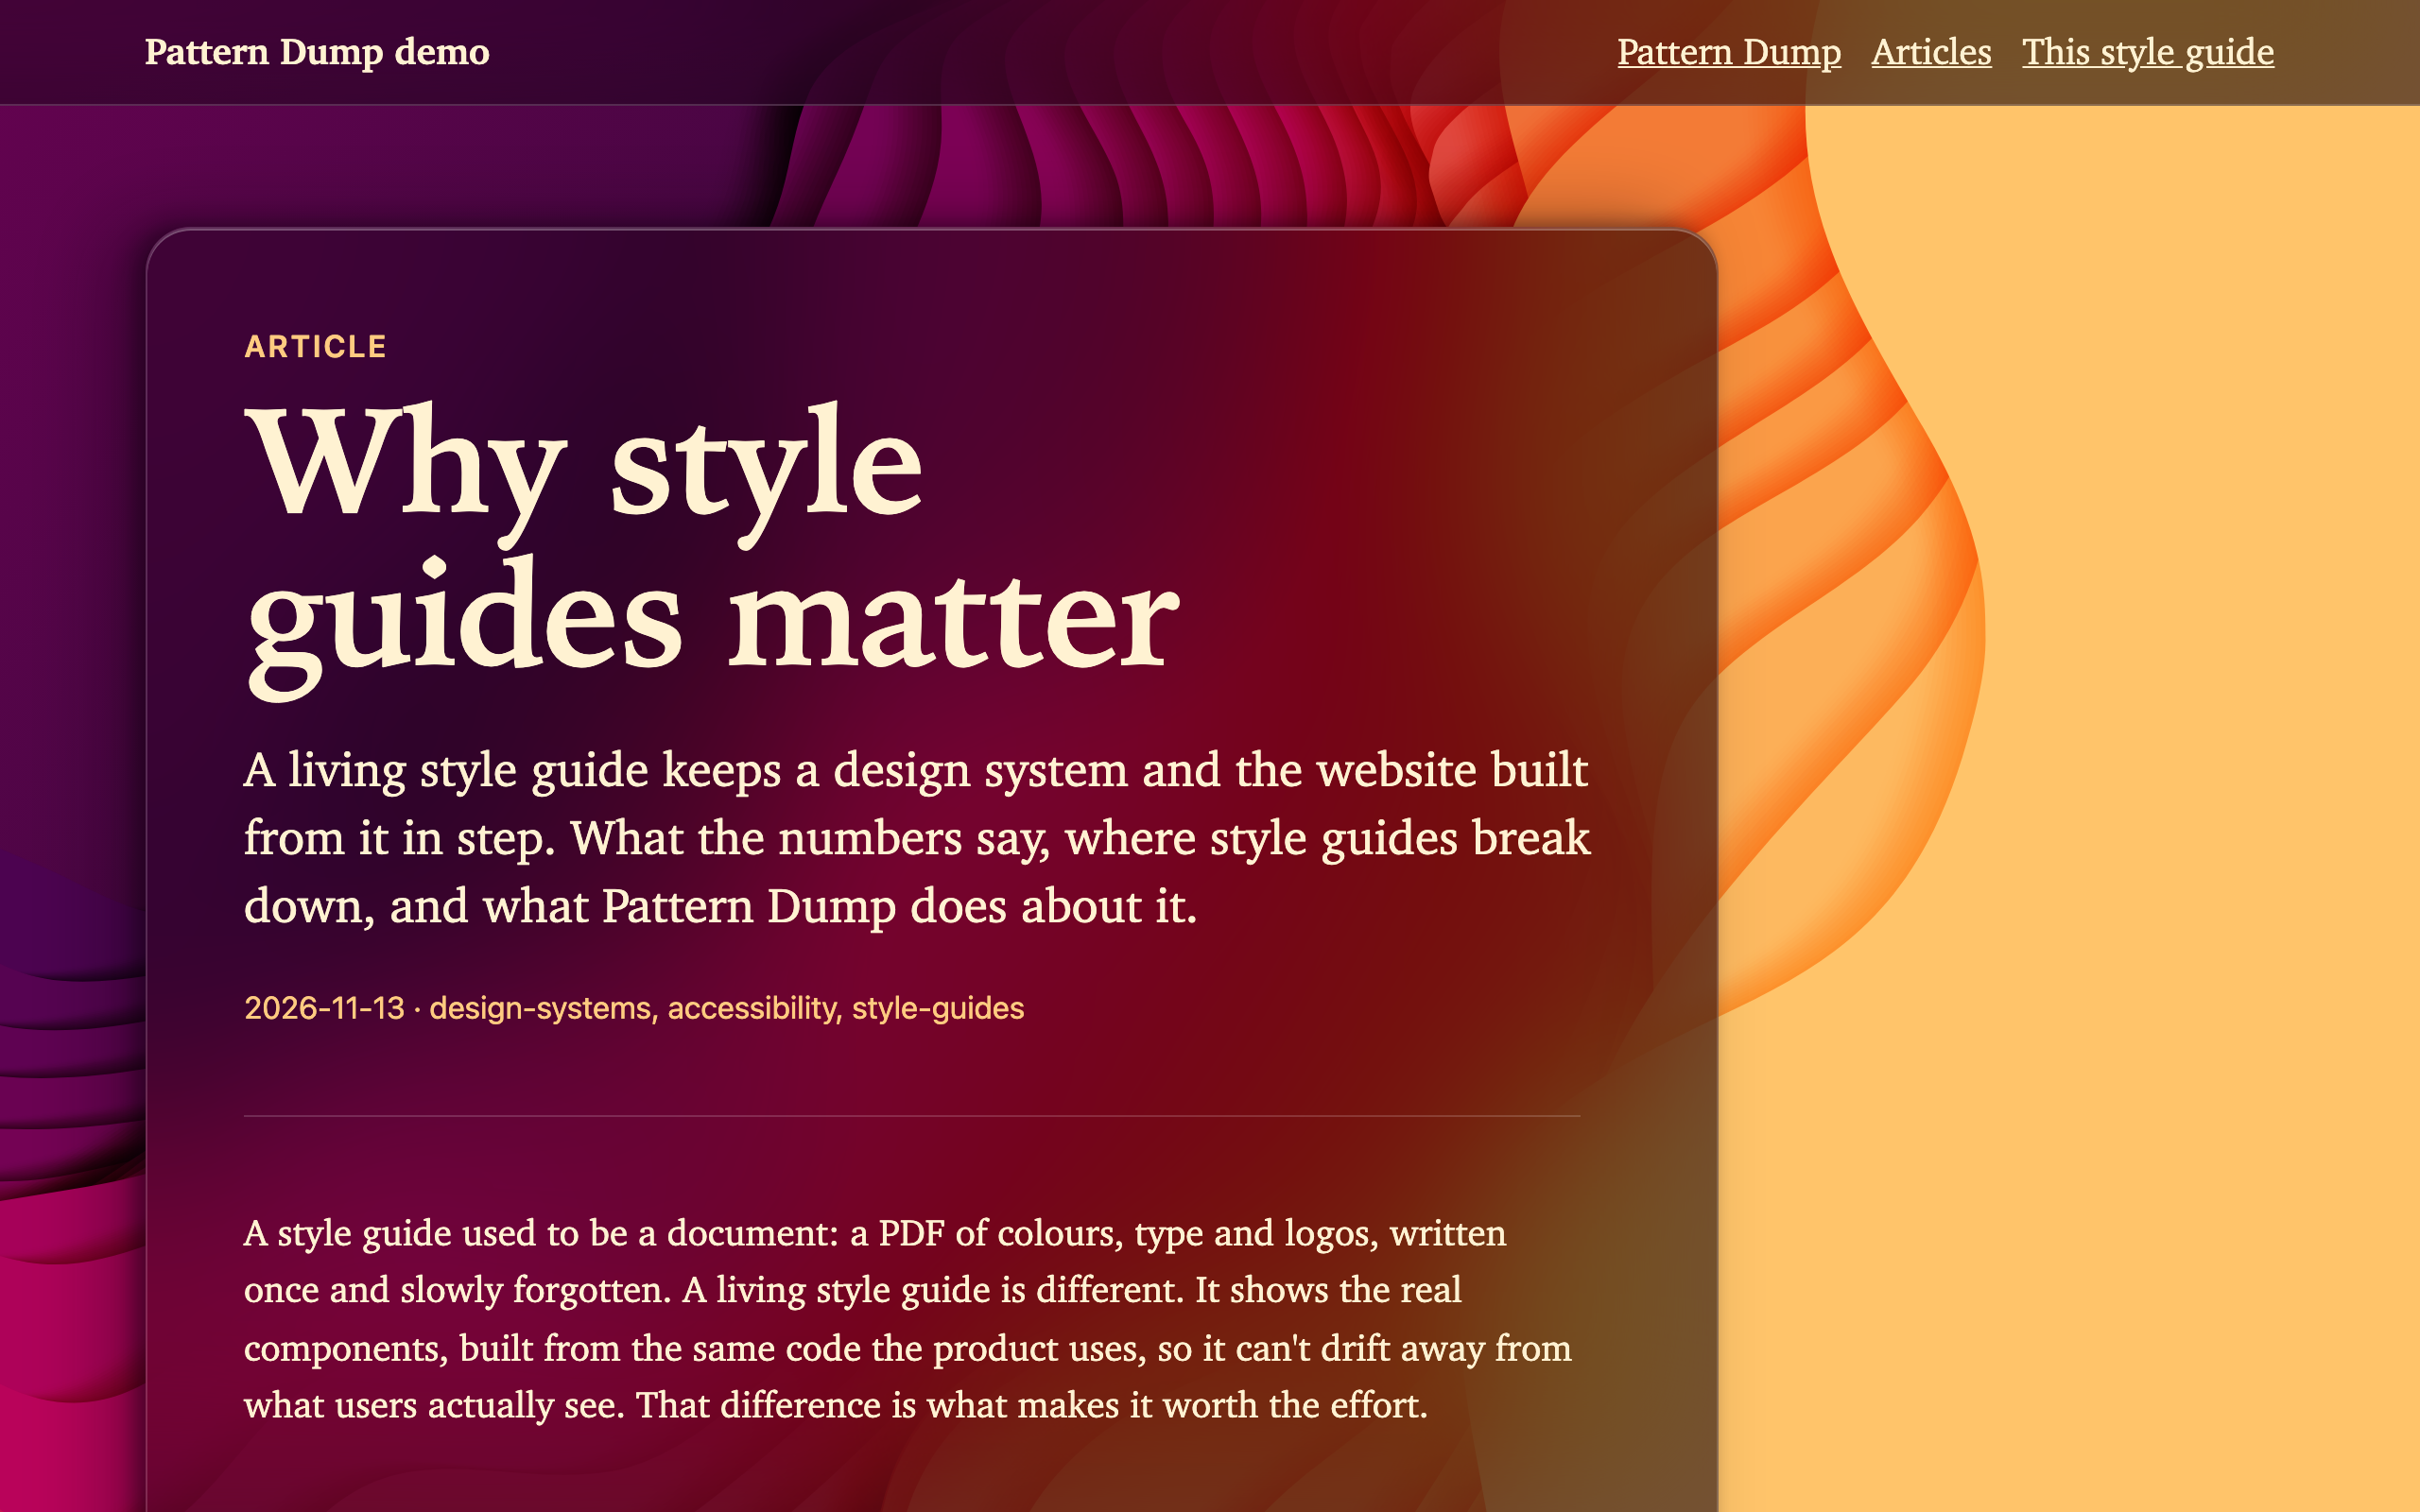 Pattern Dump demo
Pattern Dump Articles This style guide
ARTICLE
Why style
guides matter
A living style guide keeps a design system and the website built
from it in step. What the numbers say, where style guides break
down, and what Pattern Dump does about it.
2026-11-13 · design-systems, accessibility, style-guides
A style guide used to be a document: a PDF of colours, type and logos, written
once and slowly forgotten. A living style guide is different. It shows the real
components, built from the same code the product uses, so it can't drift away from
what users actually see. That difference is what makes it worth the effort.